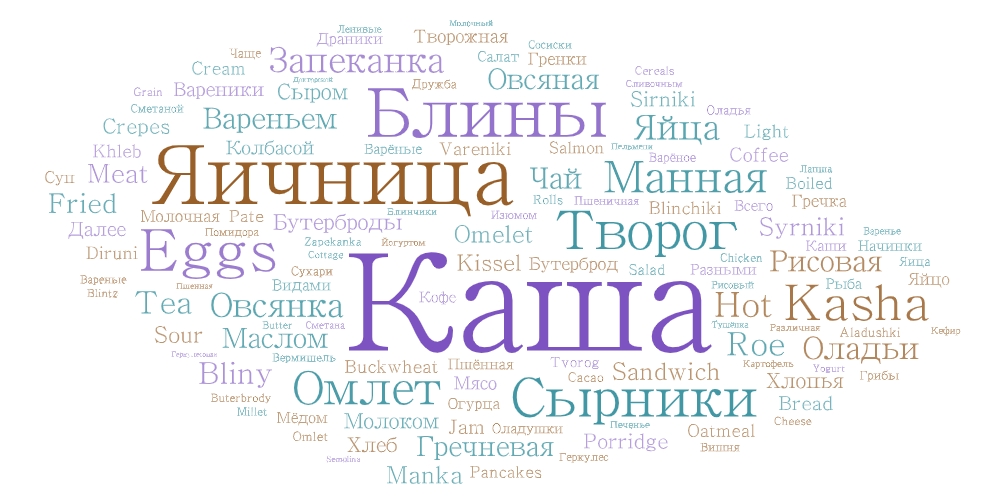 Молочный
Ленивые
Драники
Творожная
Чаще
Запеканка
Салат
Сосиски
Гренки
Cream
Докторской
Дружба
Овсяная
Cereals
Сливочным
Grain
Вареники
Сыром
Блины
Sirniki
Оладья
Сметаной
Crepes
Вареньем
Яйца
Light
Khleb
Колбасой
Варёные
Vareniki
Salmon
Пельмени
Варёное
Coffee
Суп
Meat
Яичница
Чай
Манная
Лапша
Boiled
Fried
Rolls
Пшеничная
Blinchiki
Всего
Гречка
Молочная
Pate
Бутерброды
Блинчики
Изюмом
Творог
Syrniki
Далее
Помидора
Omelet
Варенье
Diruni
Eggs
Zapekanka
Йогуртом
Каши
Начинки
Cottage
Kissel
Бутерброд
Chicken
Salad
Разными
Рисовая
Яица
Вареные
Сухари
Яйцо
Blintz
Пшенная
Видами
Каша
Кофе
Рисовый
Рыба
Tea
Овсянка
Hot
Kasha
Sour
Butter
Сметана
Тушёнка
Различная
Aladushki
Кефир
Маслом
Roe
Оладьи
Вермишель
Bliny
Buckwheat
Пшённая
Tvorog
Картофель
Yogurt
Грибы
Омлет
Мясо
Cacao
Sandwich
Хлопья
Buterbrody
Сырники
Millet
Мёдом
Молоком
Огурца
Bread
Omlet
Jam
Оладушки
Печенье
Oatmeal
Cheese
Хлеб
Гречневая
Porridge
Вишня
Semolina
Геркулес
Manka
Pancakes